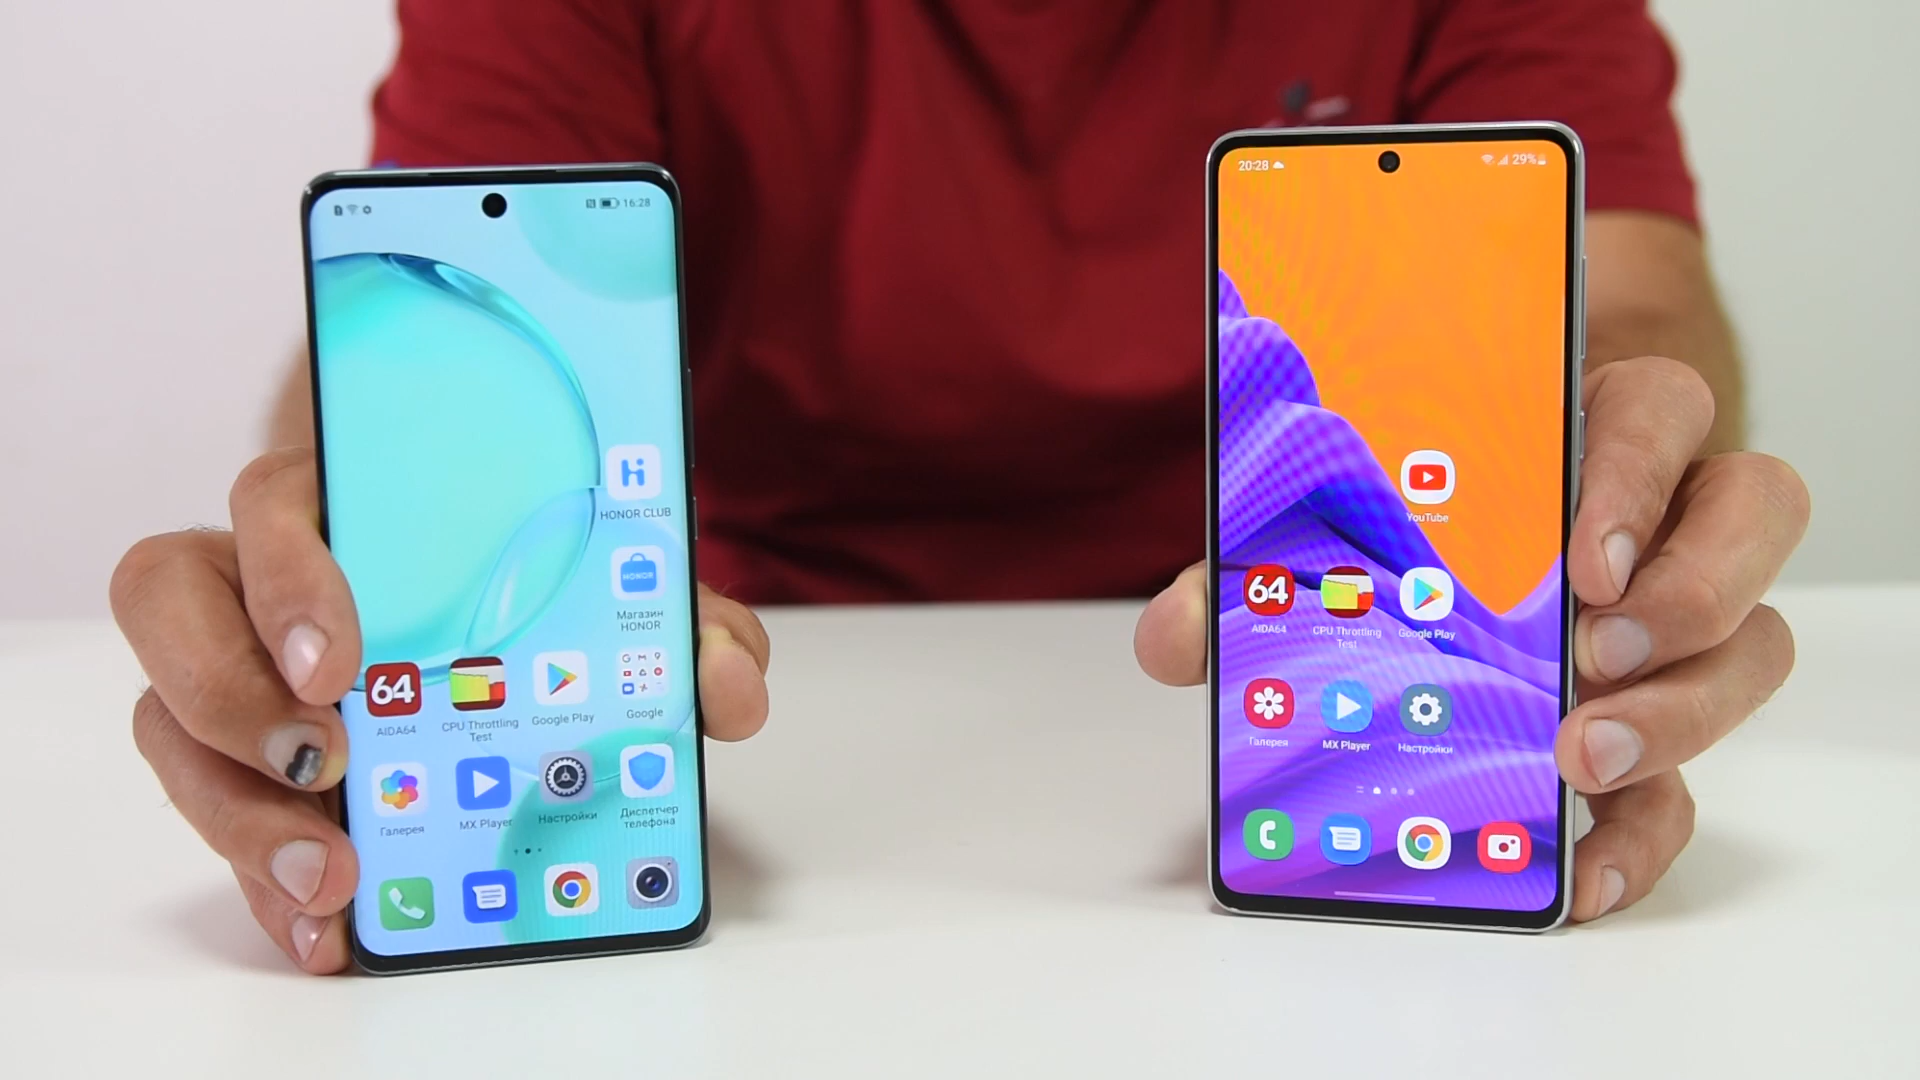 16:28
HONOR CLUB
HONOR
Магазин
HONOR
64
AIDA64
CPU Throttling
Test
Google Play
Google
Галерея
MX Player
Настройки
Диспетчер
телефона
20:28
29%
YouTube
64
AIDA64
CPU Throttling
Test
Google Play
Галерея
MX Player
Настройки